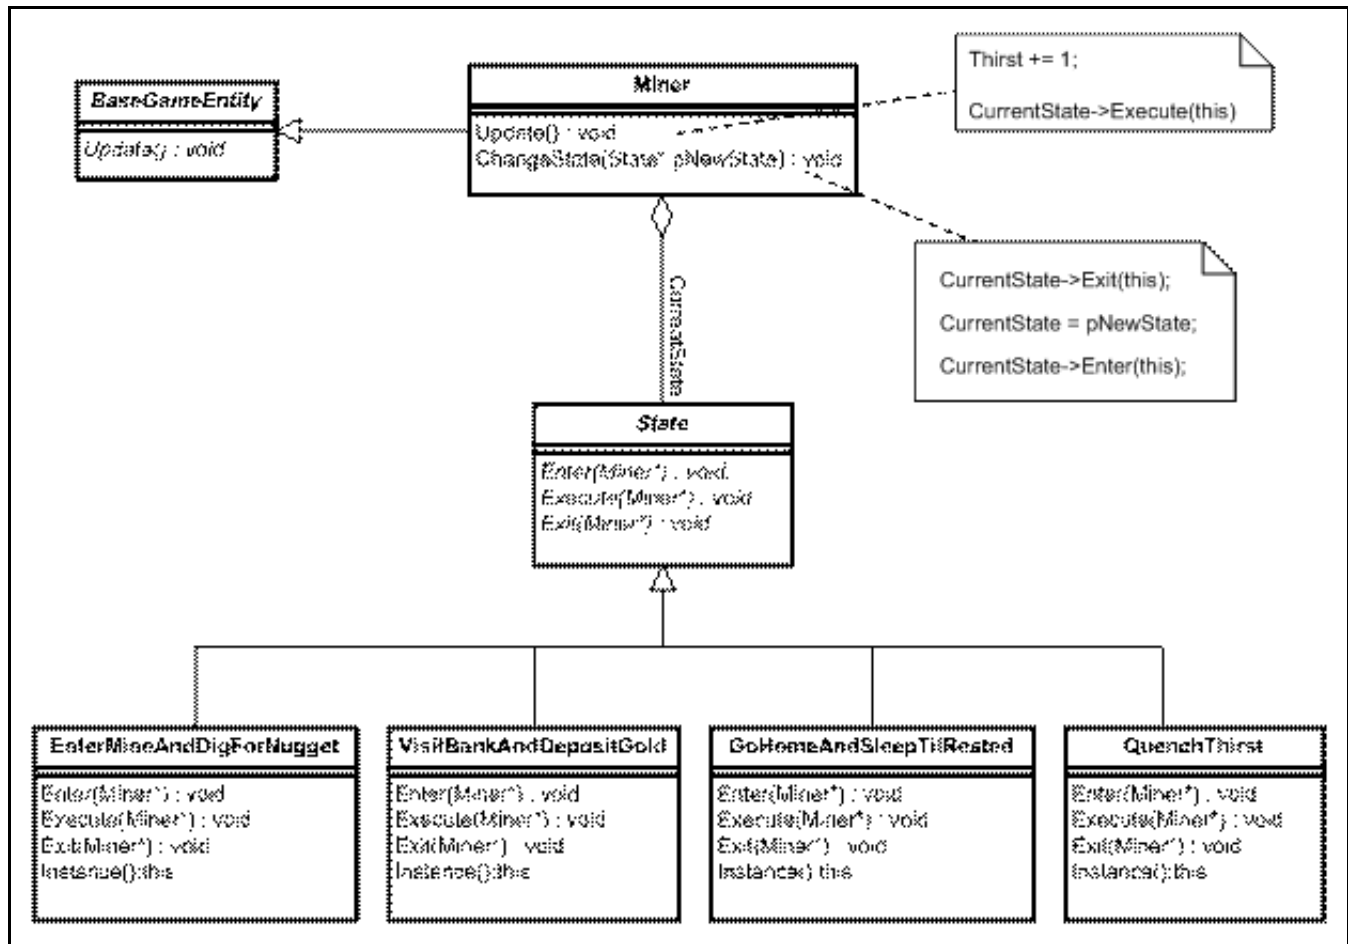 BaseGameEntity
Update() : void
Miner
Update() : void
ChangeState(State* pNewState) : void
Thirst += 1;
CurrentState->Execute(this)
CurrentState->Exit(this);
CurrentState = pNewState;
CurrentState->Enter(this);
CurrentState
State
Enter(Miner*) : void
Execute(Miner*) : void
Exit(Miner*) : void
EnterMineAndDigForNugget
Enter(Miner*) : void
Execute(Miner*) : void
Exit(Miner*) : void
Instance():this
VisitBankAndDepositGold
Enter(Miner*) : void
Execute(Miner*) : void
Exit(Miner*) : void
Instance():this
GoHomeAndSleepTilRested
Enter(Miner*) : void
Execute(Miner*) : void
Exit(Miner*) : void
Instance():this
QuenchThirst
Enter(Miner*) : void
Execute(Miner*) : void
Exit(Miner*) : void
Instance():this